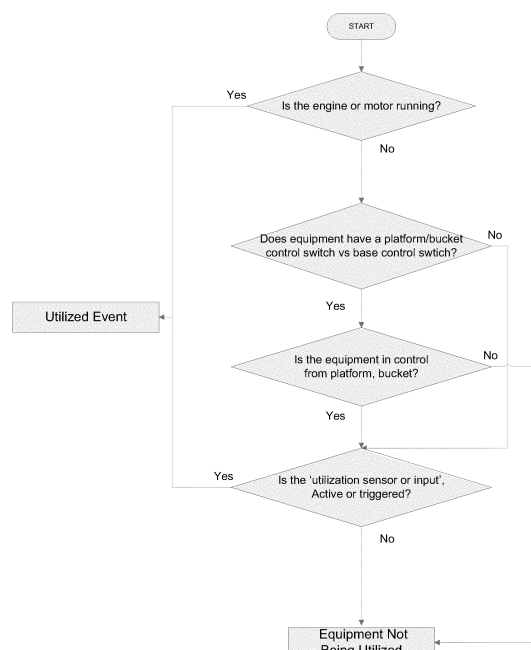 START
Yes
Is the engine or motor running?
No
Does equipment have a platform/bucket
control switch vs base control swtich?
No
Yes
Utilized Event
Is the equipment in control
from platform, bucket?
No
Yes
Is the 'utilization sensor or input',
Active or triggered?
Yes
No
Equipment Not
Being Utilized